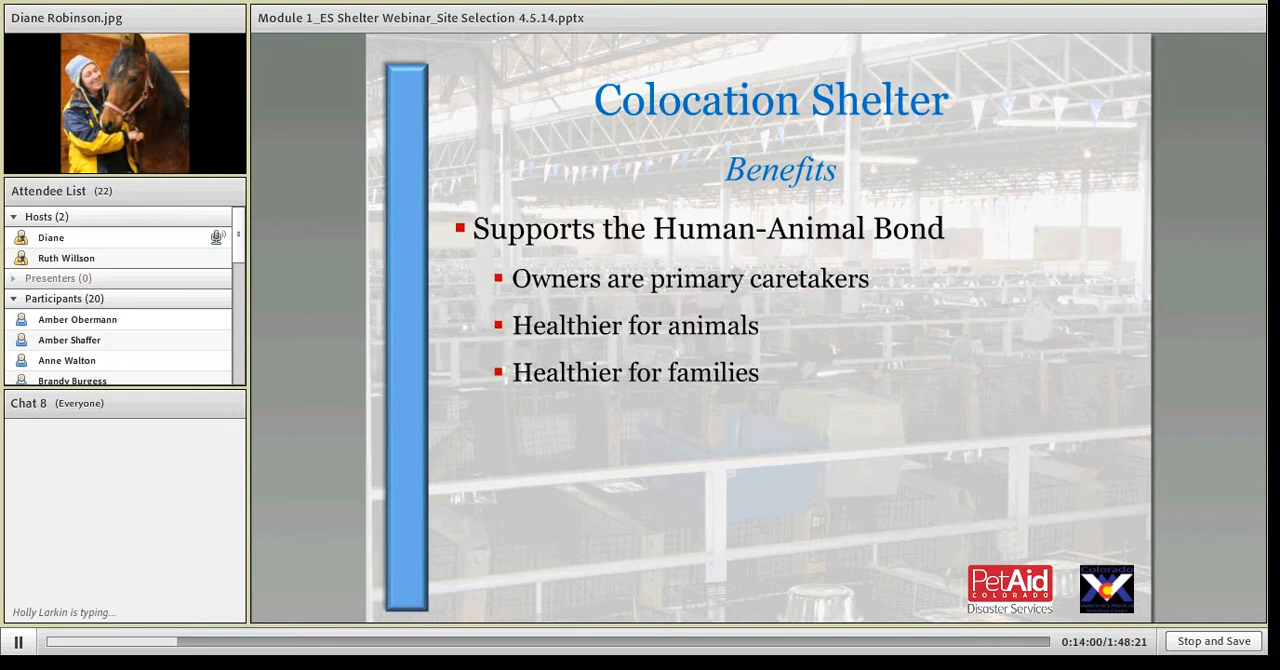 Diane Robinson.jpg
Module 1_ES Shelter Webinar_Site Selection 4.5.14.pptx
Attendee List (22)
Hosts (2)
Diane
Ruth Willson
Presenters (0)
Participants (20)
Amber Obermann
Amber Shaffer
Anne Walton
Brandy Burgess
Chat 8 (Everyone)
Holly Larkin is typing...
Colocation Shelter
Benefits
Supports the Human-Animal Bond
Owners are primary caretakers
Healthier for animals
Healthier for families
PetAid
COLORADO
Disaster Services
Colorado
0:14:00/1:48:21
Stop and Save